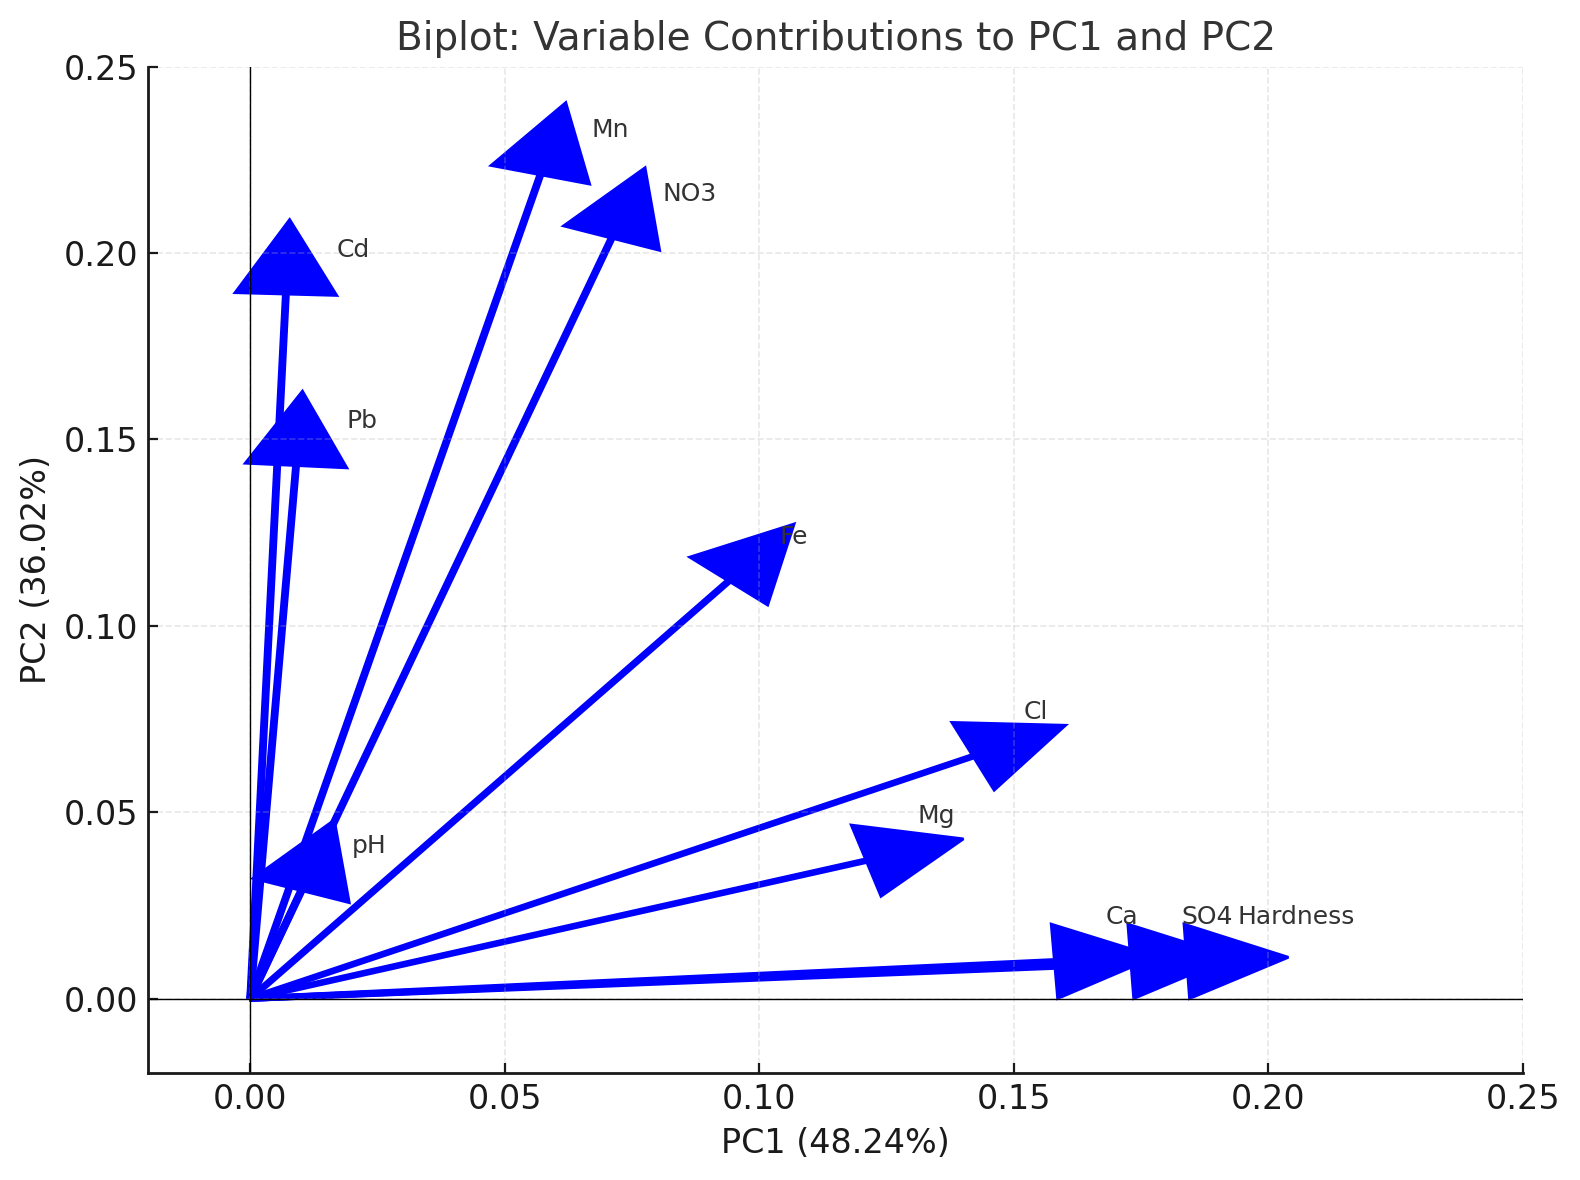 Biplot: Variable Contributions to PC1 and PC2
0.25
Mn
NO3
0.20
Cd
Pb
0.15
Fe
0.10
Cl
0.05
Mg
pH
Ca SO4 Hardness
0.00
PC2 (36.02%)
0.00 0.05 0.10 0.15 0.20 0.25
PC1 (48.24%)